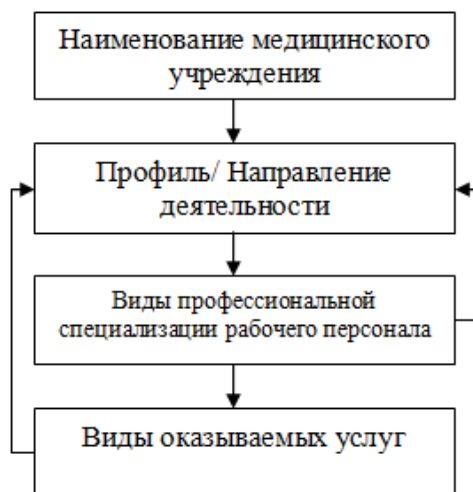 Наименование медицинского
учреждения
Профиль/ Направление
деятельности
Виды профессиональной
специализации рабочего персонала
Виды оказываемых услуг